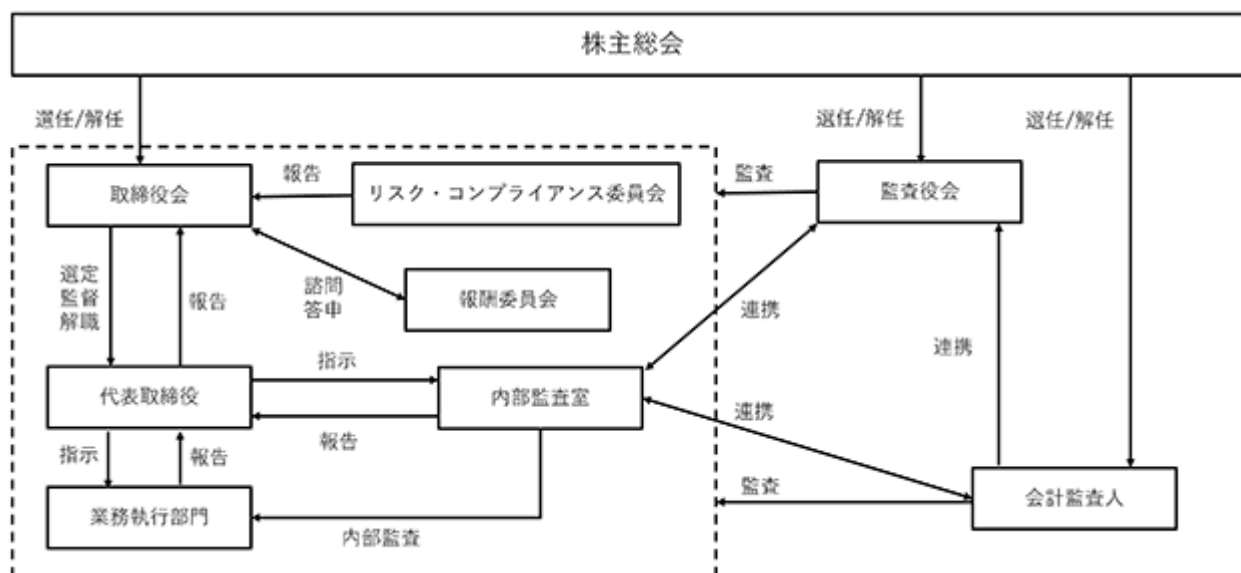 株主総会
選任/解任
選任/解任
選任/解任
取締役会
報告
リスク・コンプライアンス委員会
監査
監査役会
選定
監督
解職
報告
諮問
答申
報酬委員会
連携
連携
代表取締役
指示
内部監査室
報告
連携
指示
報告
監査
業務執行部門
内部監査
会計監査人